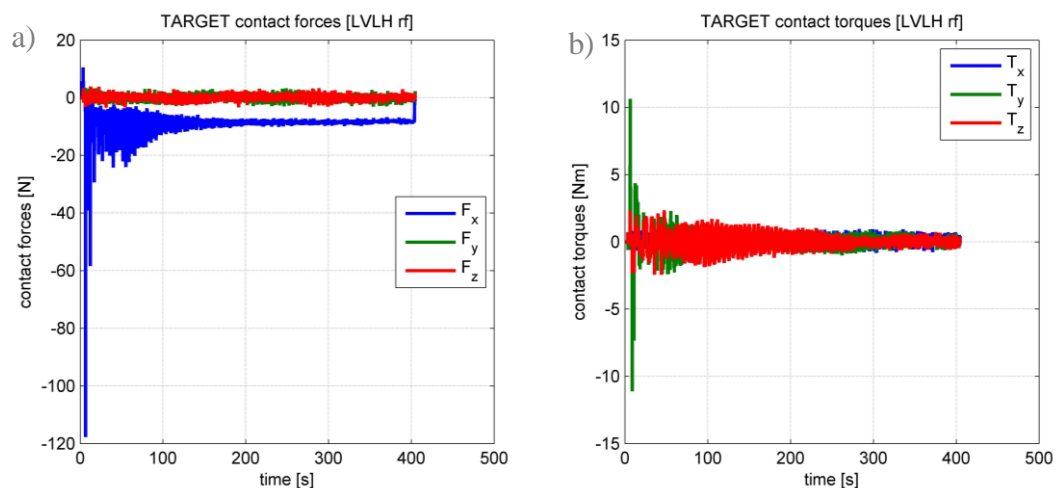 a)
TARGET contact forces [LVLH rf]
20
0
-20
-40
-60
-80
-100
-120
contact forces [N]
F_x
F_y
F_z
0 100 200 300 400 500
time [s]
b)
TARGET contact torques [LVLH rf]
15
10
5
0
-5
-10
-15
contact torques [Nm]
T_x
T_y
T_z
0 100 200 300 400 500
time [s]